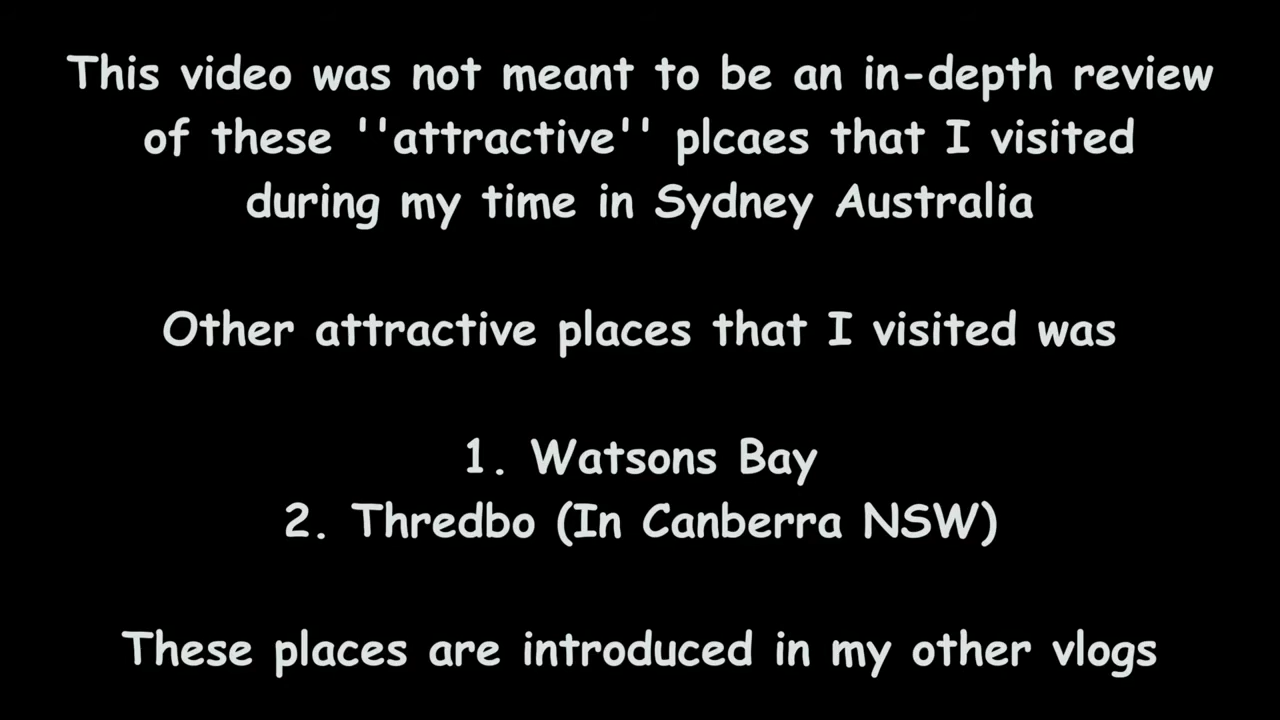 This video was not meant to be an in-depth review
of these ''attractive'' plcaes that I visited
during my time in Sydney Australia
Other attractive places that I visited was
1. Watsons Bay
2. Thredbo (In Canberra NSW)
These places are introduced in my other vlogs